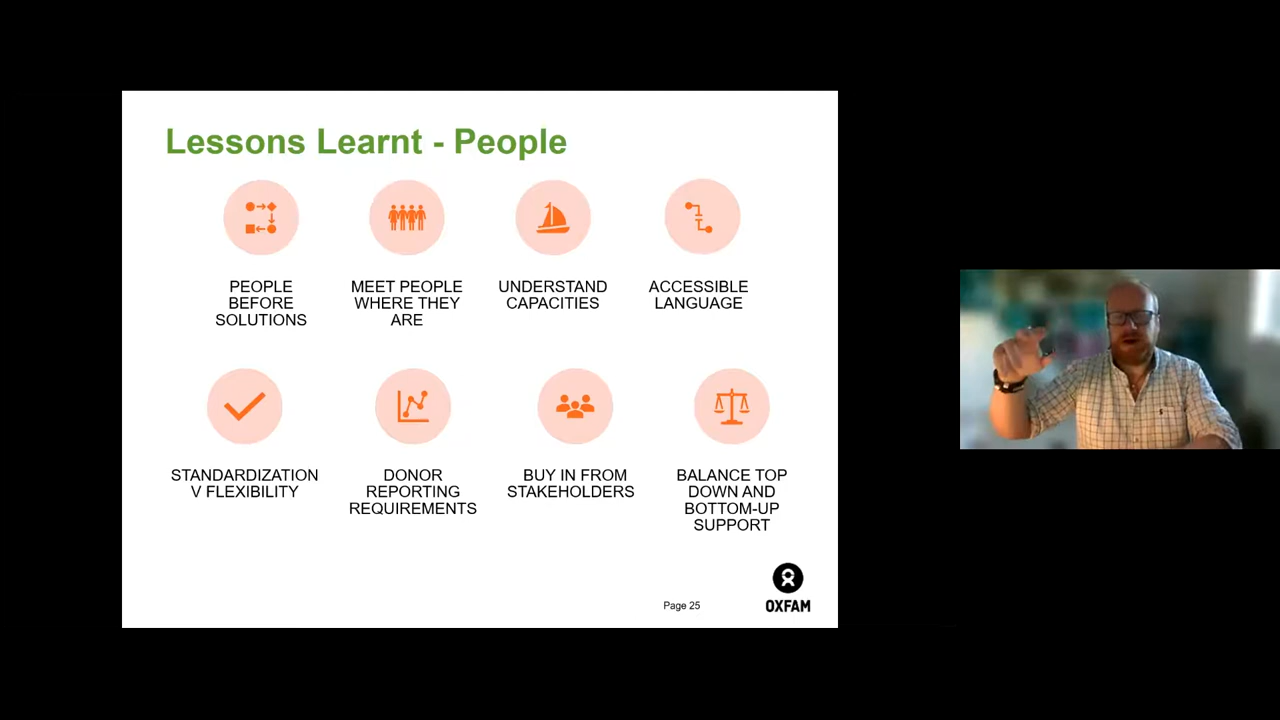 Lessons Learnt - People
PEOPLE
BEFORE
SOLUTIONS
MEET PEOPLE
WHERE THEY
ARE
UNDERSTAND
CAPACITIES
ACCESSIBLE
LANGUAGE
STANDARDIZATION
V FLEXIBILITY
DONOR
REPORTING
REQUIREMENTS
BUY IN FROM
STAKEHOLDERS
BALANCE TOP
DOWN AND
BOTTOM-UP
SUPPORT
Page 25
OXFAM